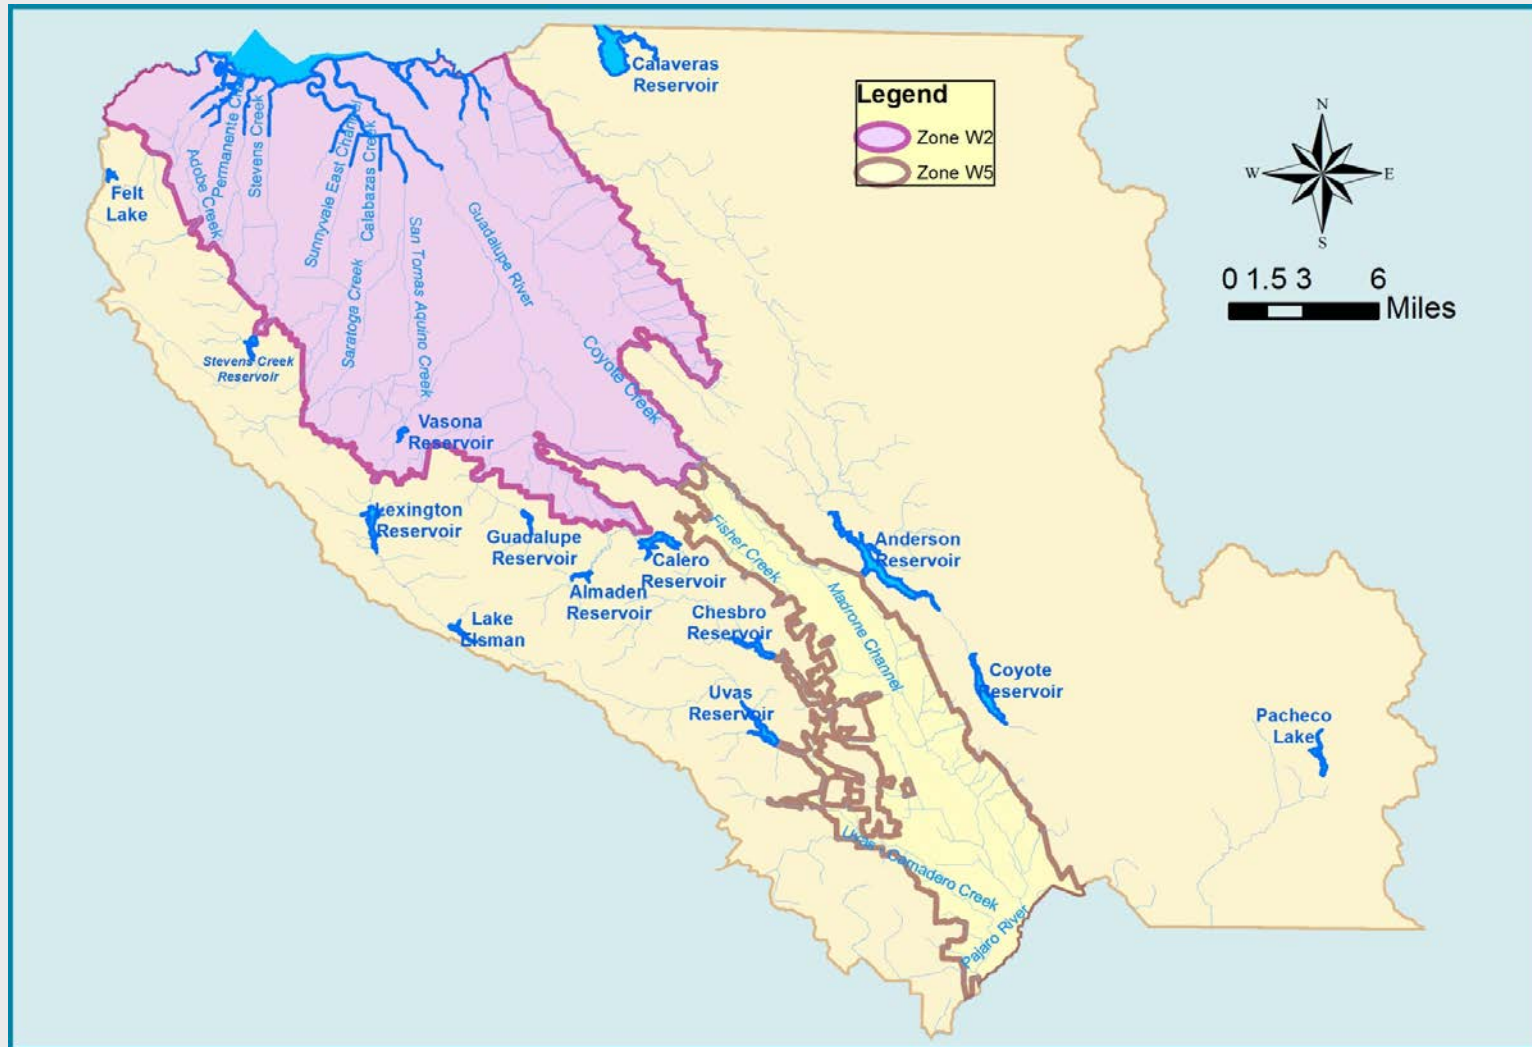 Calaveras
Reservoir
Legend
Zone W2
Zone W5
N
W
E
S
0 1.5 3 6
Miles
Felt
Lake
Adobe Creek
Permanente
Stevens Creek
Sunnyvale East Channel
Calabazas Creek
Saratoga Creek
San Tomas Aquino Creek
Guadalupe River
Coyote Creek
Stevens Creek
Reservoir
Vasona
Reservoir
Lexington
Reservoir
Guadalupe
Reservoir
Almaden
Reservoir
Calero
Reservoir
Lake
Elsman
Chesbro
Reservoir
Uvas
Reservoir
Fisher Creek
Madrone Channel
Anderson
Reservoir
Coyote
Reservoir
Pacheco
Lake
Uvas - Carnadero Creek
Pajaro River